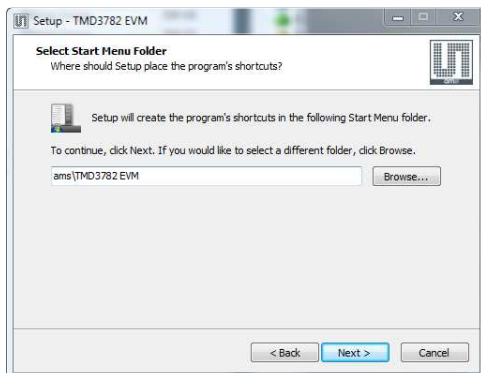 Setup - TMD3782 EVM
Select Start Menu Folder
Where should Setup place the program's shortcuts?
ams
Setup will create the program's shortcuts in the following Start Menu folder.
To continue, click Next. If you would like to select a different folder, click Browse.
ams\TMD3782 EVM
Browse...
< Back
Next >
Cancel